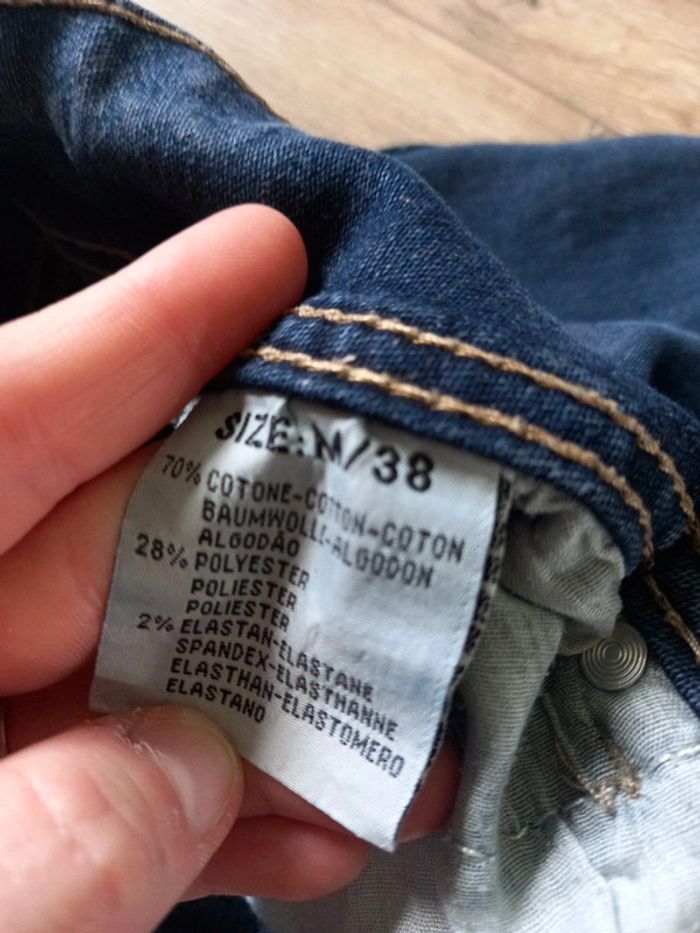 SIZE:M/38
70% COTONE-COTTON-COTON
BAUMWOLLE-ALGODON
ALGODÃO
28% POLYESTER
POLIESTER
POLIESTER
2% ELASTAN-ELASTANE
SPANDEX-ELASTHANNE
ELASTHAN-ELASTOMERO
ELASTANO